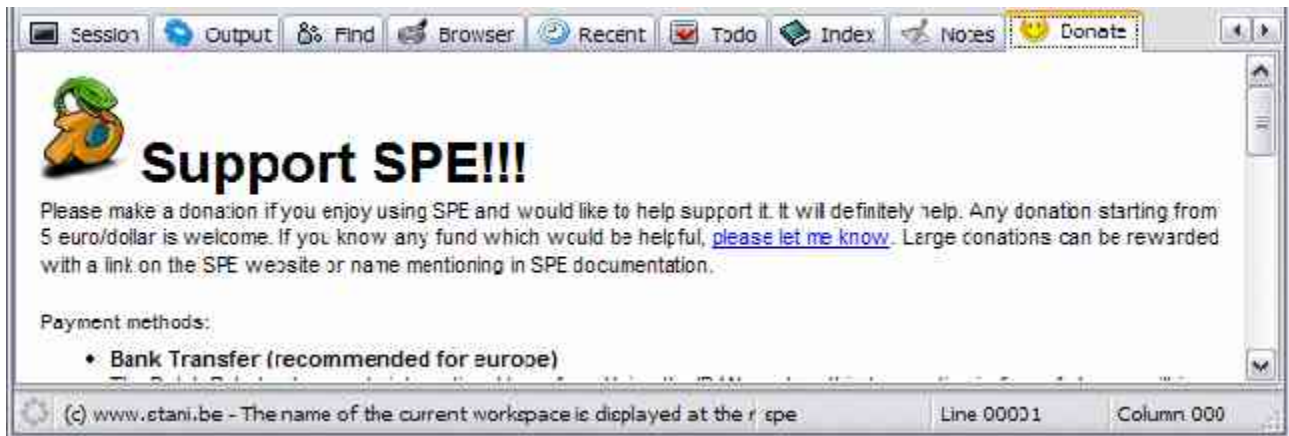 Session Output Find Browser Recent Todo Index Notes Donate
Support SPE!!!
Please make a donation if you enjoy using SPE and would like to help support it. It will definitely help. Any donation starting from
5 euro/dollar is welcome. If you know any fund which would be helpful, please let me know. Large donations can be rewarded
with a link on the SPE website or name mentioning in SPE documentation.
Payment methods:
• Bank Transfer (recommended for europe)
(c) www.stani.be - The name of the current workspace is displayed at the r spe Line 00001 Column 000